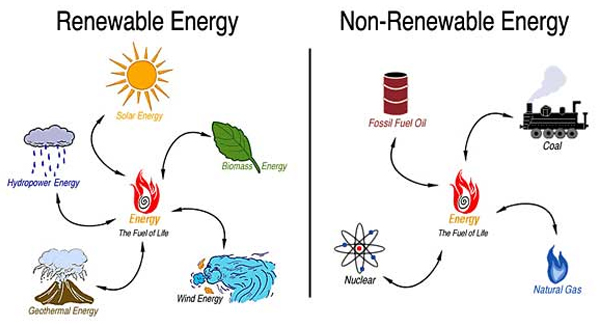 Renewable Energy
Non-Renewable Energy
Solar Energy
Fossil Fuel Oil
Coal
Hydropower Energy
Biomass Energy
Energy
The Fuel of Life
Energy
The Fuel of Life
Geothermal Energy
Wind Energy
Nuclear
Natural Gas